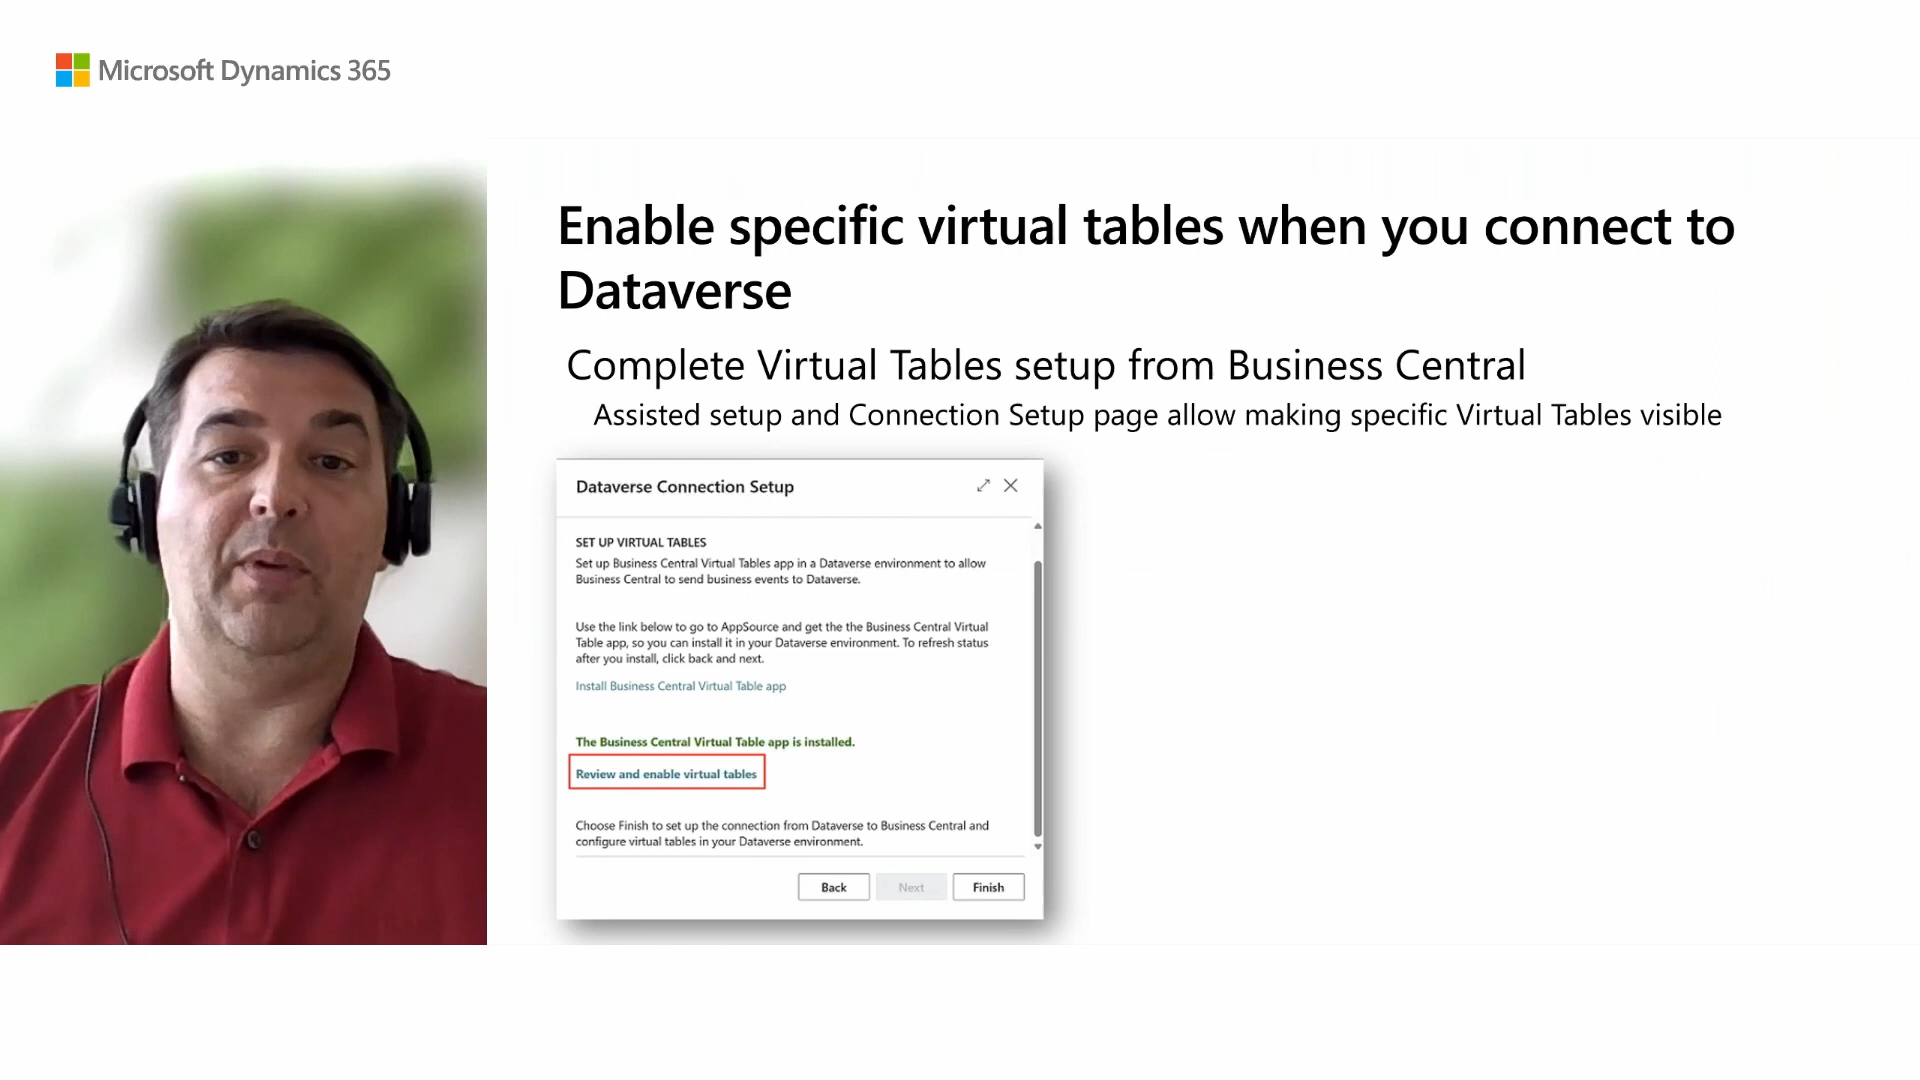 Microsoft Dynamics 365
Enable specific virtual tables when you connect to
Dataverse
Complete Virtual Tables setup from Business Central
Assisted setup and Connection Setup page allow making specific Virtual Tables visible
Dataverse Connection Setup
SET UP VIRTUAL TABLES
Set up Business Central Virtual Tables app in a Dataverse environment to allow
Business Central to send business events to Dataverse.
Use the link below to go to AppSource and get the the Business Central Virtual
Table app, so you can install it in your Dataverse environment. To refresh status
after you install, click back and next.
Install Business Central Virtual Table app
The Business Central Virtual Table app is installed.
Review and enable virtual tables
Choose Finish to set up the connection from Dataverse to Business Central and
configure virtual tables in your Dataverse environment.
Back Next Finish